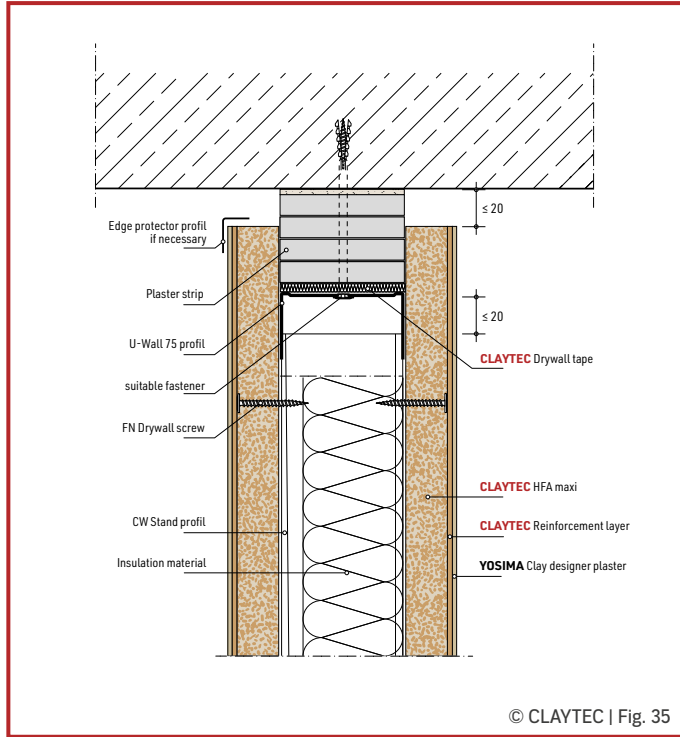 Edge protector profil
if necessary
≤ 20
Plaster strip
≤ 20
U-Wall 75 profil
CLAYTEC Drywall tape
suitable fastener
FN Drywall screw
CLAYTEC HFA maxi
CW Stand profil
CLAYTEC Reinforcement layer
Insulation material
YOSIMA Clay designer plaster
© CLAYTEC | Fig. 35